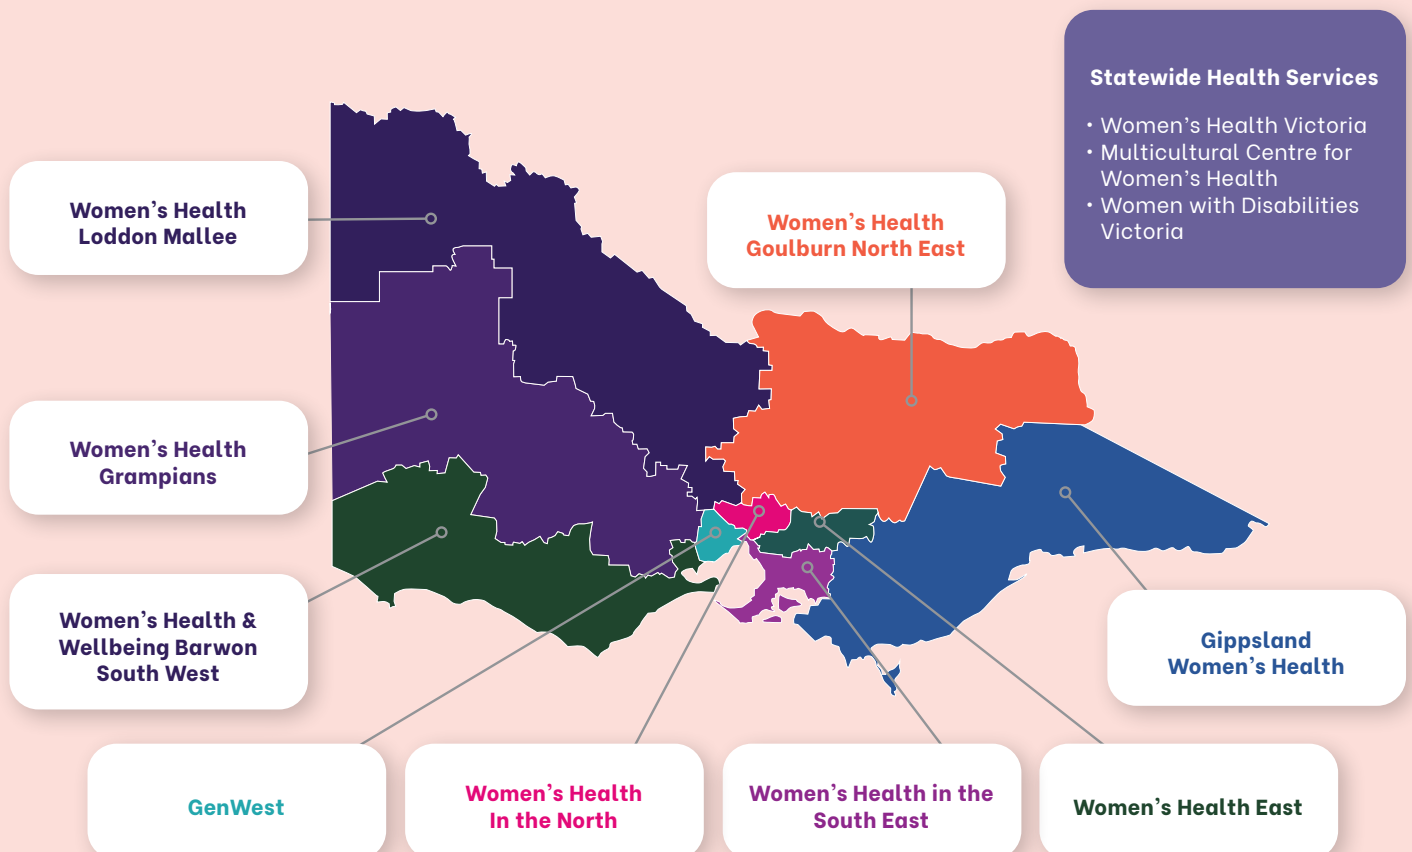 Statewide Health Services
• Women's Health Victoria
• Multicultural Centre for
Women's Health
• Women with Disabilities
Victoria
Women's Health
Loddon Mallee
Women's Health
Goulburn North East
Women's Health
Grampians
Women's Health &
Wellbeing Barwon
South West
Gippsland
Women's Health
GenWest
Women's Health
In the North
Women's Health in the
South East
Women's Health East